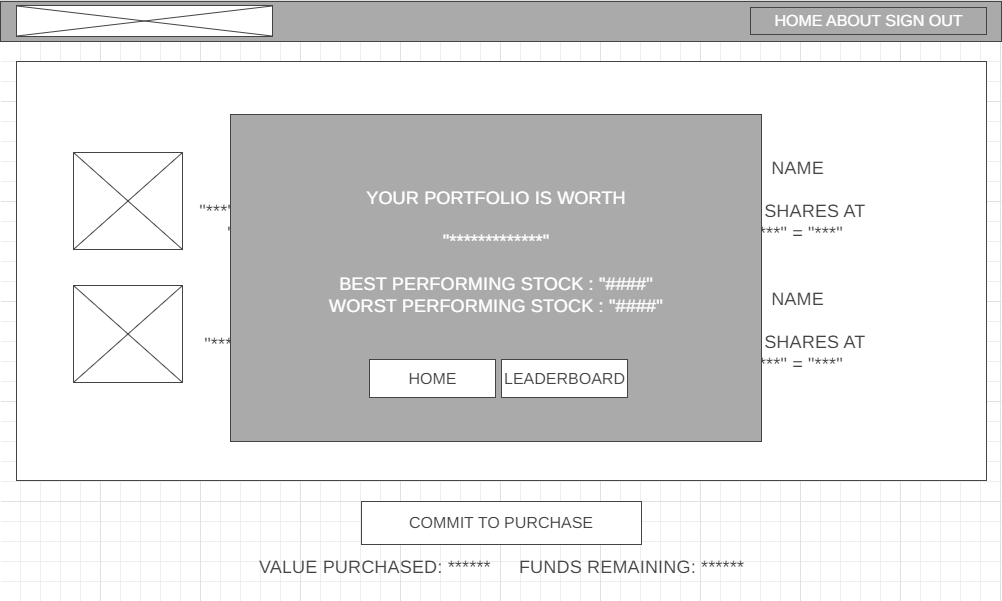 HOME ABOUT SIGN OUT
NAME
"***"
SHARES AT
***" = "***"
YOUR PORTFOLIO IS WORTH
"*************"
BEST PERFORMING STOCK : "####"
WORST PERFORMING STOCK : "####"
HOME LEADERBOARD
NAME
"***
SHARES AT
***" = "***"
COMMIT TO PURCHASE
VALUE PURCHASED: ****** FUNDS REMAINING: ******